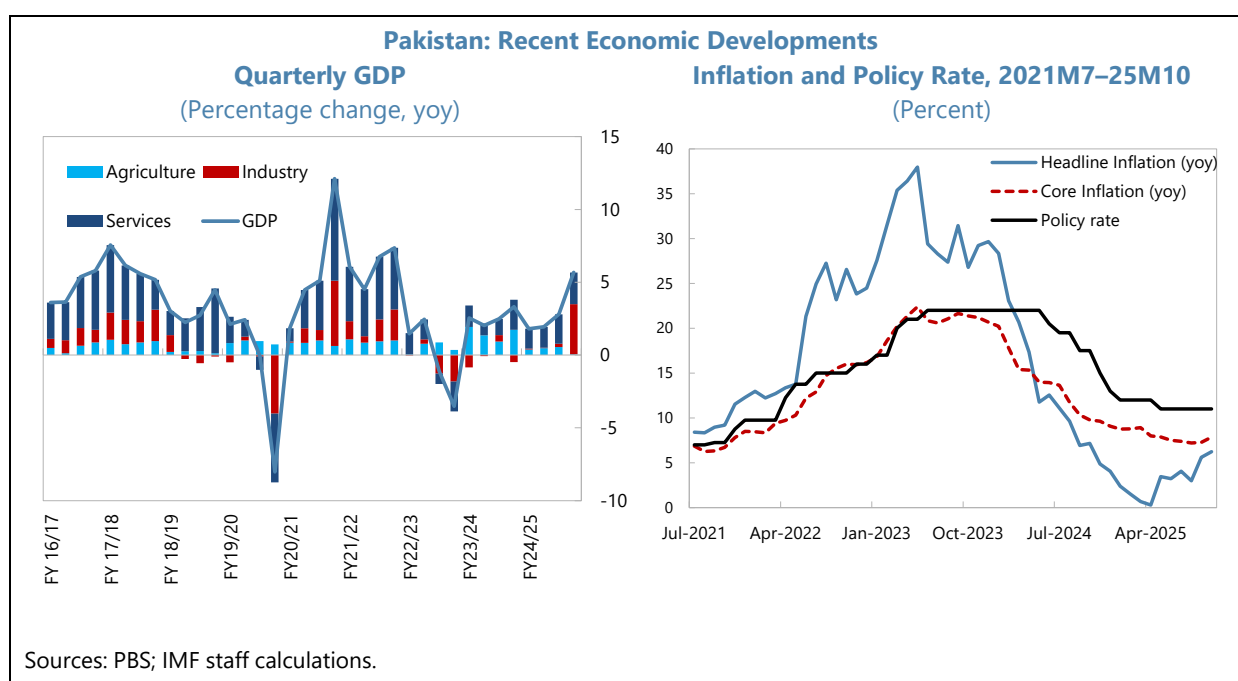 Pakistan: Recent Economic Developments
Quarterly GDP
(Percentage change, yoy)
15
10
5
0
-5
-10
Agriculture
Industry
Services
GDP
FY 16/17
FY 17/18
FY 18/19
FY19/20
FY20/21
FY21/22
FY22/23
FY23/24
FY24/25
Inflation and Policy Rate, 2021M7–25M10
(Percent)
40
35
30
25
20
15
10
5
0
Headline Inflation (yoy)
Core Inflation (yoy)
Policy rate
Jul-2021
Apr-2022
Jan-2023
Oct-2023
Jul-2024
Apr-2025
Sources: PBS; IMF staff calculations.